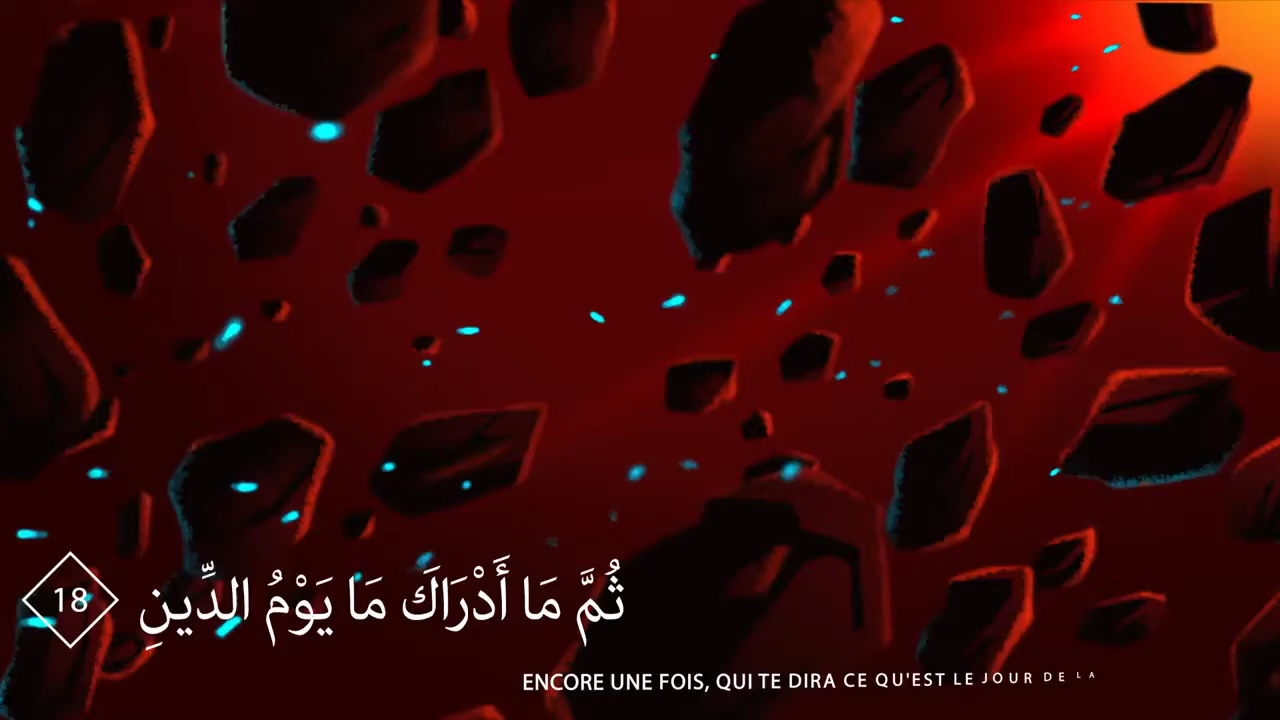 18 ثُمَّ مَا أَدْرَاكَ مَا يَوْمُ الدِّينِ
ENCORE UNE FOIS, QUI TE DIRA CE QU'EST LE JOUR DE LA